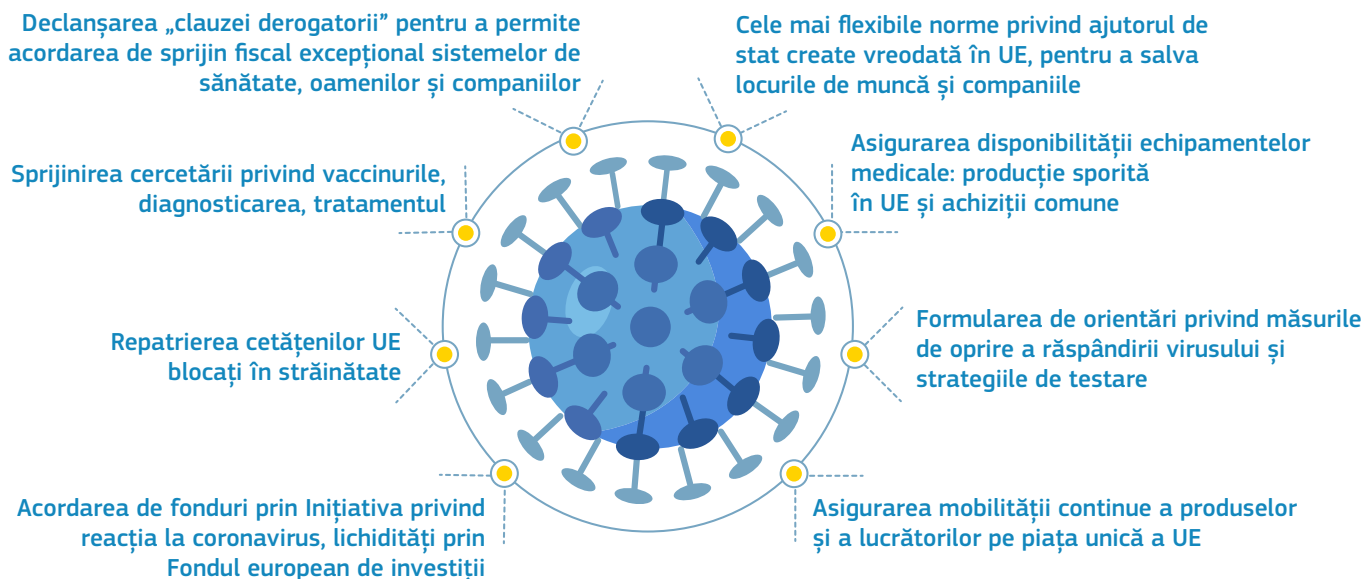 Declanșarea „clauzei derogatorii” pentru a permite
acordarea de sprijin fiscal excepțional sistemelor de
sănătate, oamenilor și companiilor
Cele mai flexibile norme privind ajutorul de
stat create vreodată în UE, pentru a salva
locurile de muncă și companiile
Sprijinirea cercetării privind vaccinurile,
diagnosticarea, tratamentul
Asigurarea disponibilității echipamentelor
medicale: producție sporită
în UE și achiziții comune
Repatrierea cetățenilor UE
blocați în străinătate
Formularea de orientări privind măsurile
de oprire a răspândirii virusului și
strategiile de testare
Acordarea de fonduri prin Inițiativa privind
reacția la coronavirus, lichidități prin
Fondul european de investiții
Asigurarea mobilității continue a produselor
și a lucrătorilor pe piața unică a UE